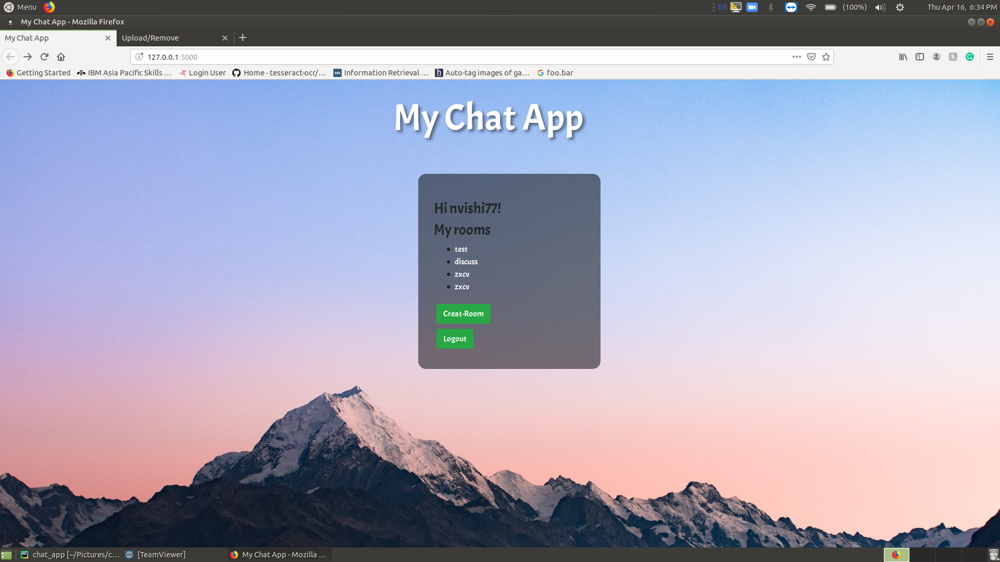 Menu
EN
(100%)
Thu Apr 16, 6:34 PM
My Chat App - Mozilla Firefox
My Chat App
Upload/Remove
127.0.0.1:5000
Getting Started
IBM Asia Pacific Skills ...
Login User
Home · tesseract-ocr/...
tds
Information Retrieval ...
h
Auto-tag images of ga...
foo.bar
My Chat App
Hi nvishi77!
My rooms
test
discuss
zxcv
zxcv
Creat-Room
Logout
PC
chat_app [~/Pictures/c...
[TeamViewer]
My Chat App - Mozilla ...